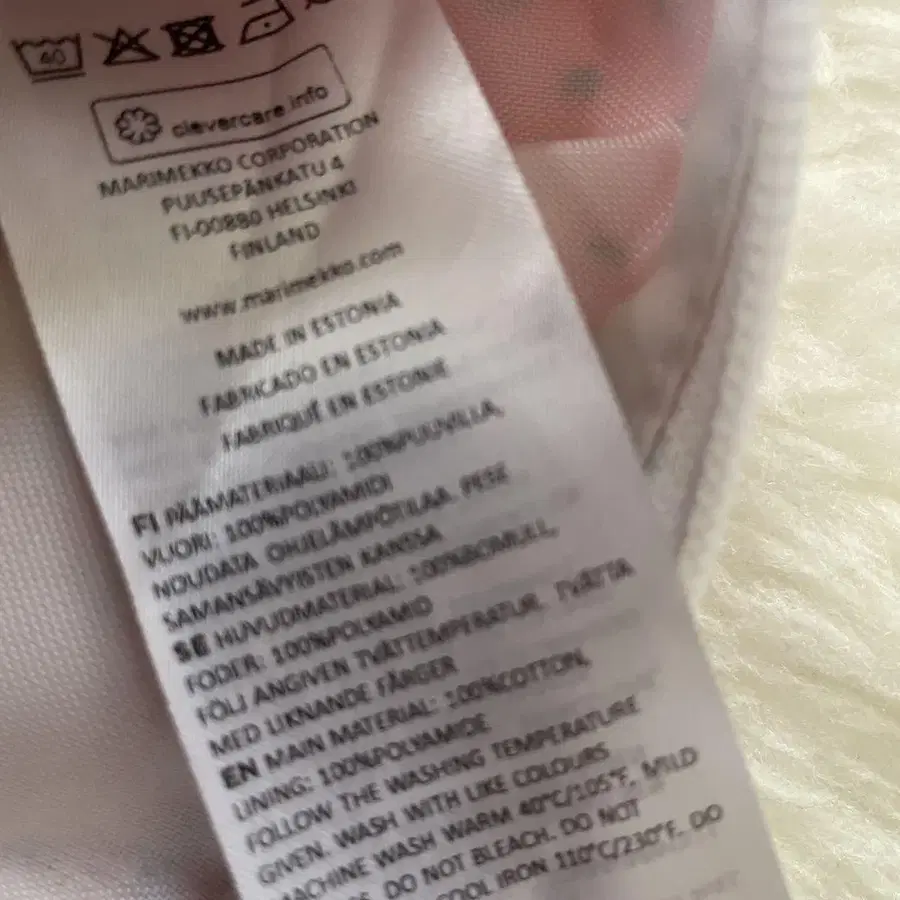 40
clevercare.info
MARIMEKKO CORPORATION
PUUSEPÄNKATU 4
FI-00880 HELSINKI
FINLAND
www.marimekko.com
MADE IN ESTONIA
FABRICADO EN ESTONIA
FABRIQUÉ EN ESTONIE
FI PÄÄMATERIAALI: 100%PUUVILLA,
VUORI: 100%POLYAMIDI
NOUDATA OHJELÄMPÖTILAA. PESE
SAMANSÄVYISTEN KANSSA
SE HUVUDMATERIAL: 100%BOMULL,
FODER: 100%POLYAMID
FÖLJ ANGIVEN TVÄTTEMPERATUR. TVÄTTA
MED LIKNANDE FÄRGER
EN MAIN MATERIAL: 100%COTTON,
LINING: 100%POLYAMIDE
FOLLOW THE WASHING TEMPERATURE
GIVEN. WASH WITH LIKE COLOURS
MACHINE WASH WARM 40°C/105°F, MILD
DO NOT BLEACH. DO NOT
COOL IRON 110°C/230°F. DO